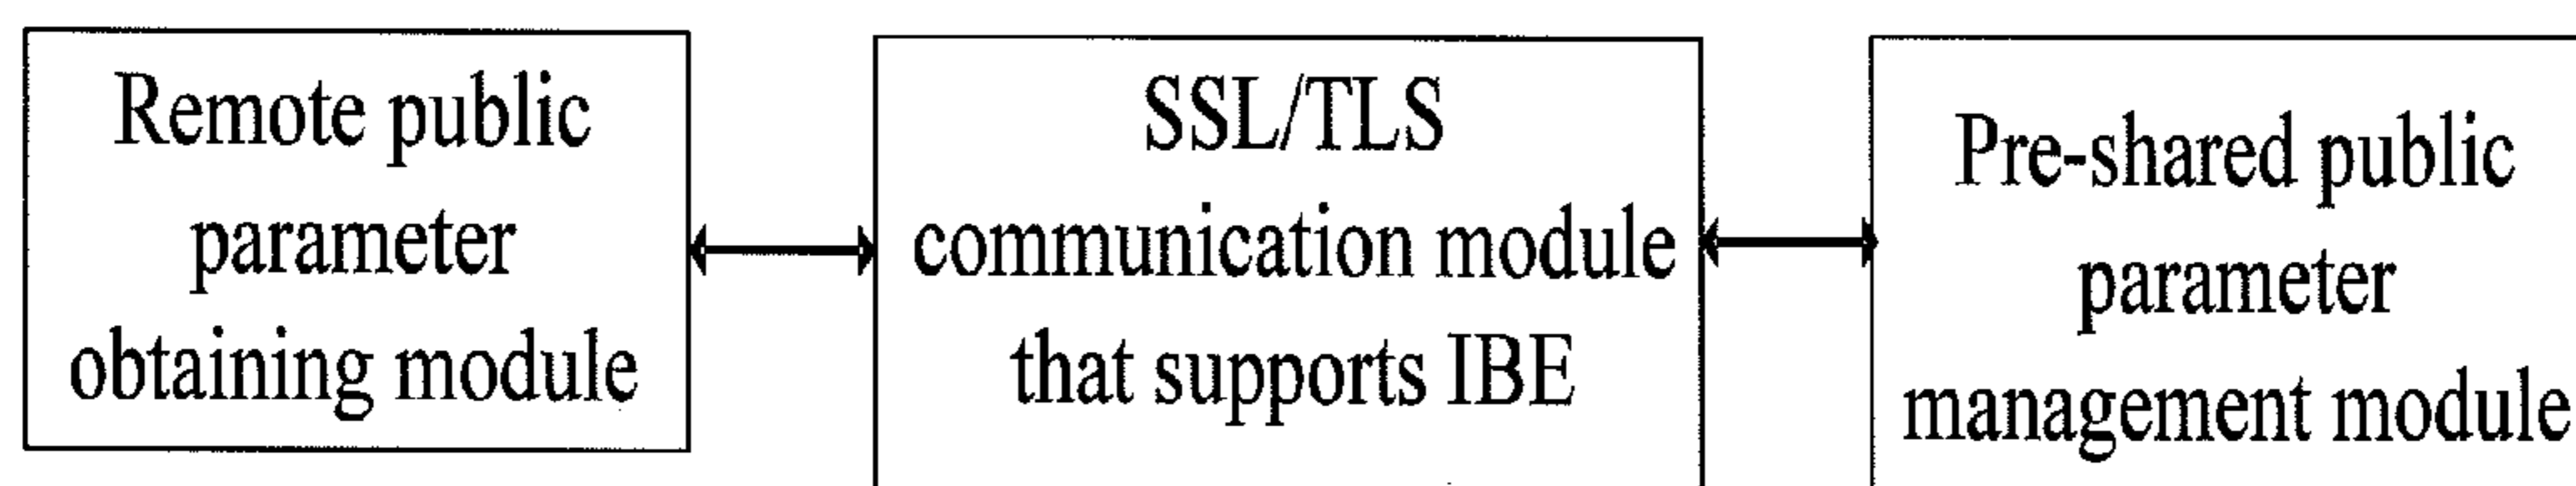 Remote public
parameter
obtaining module
SSL/TLS
communication module
that supports IBE
Pre-shared public
parameter
management module